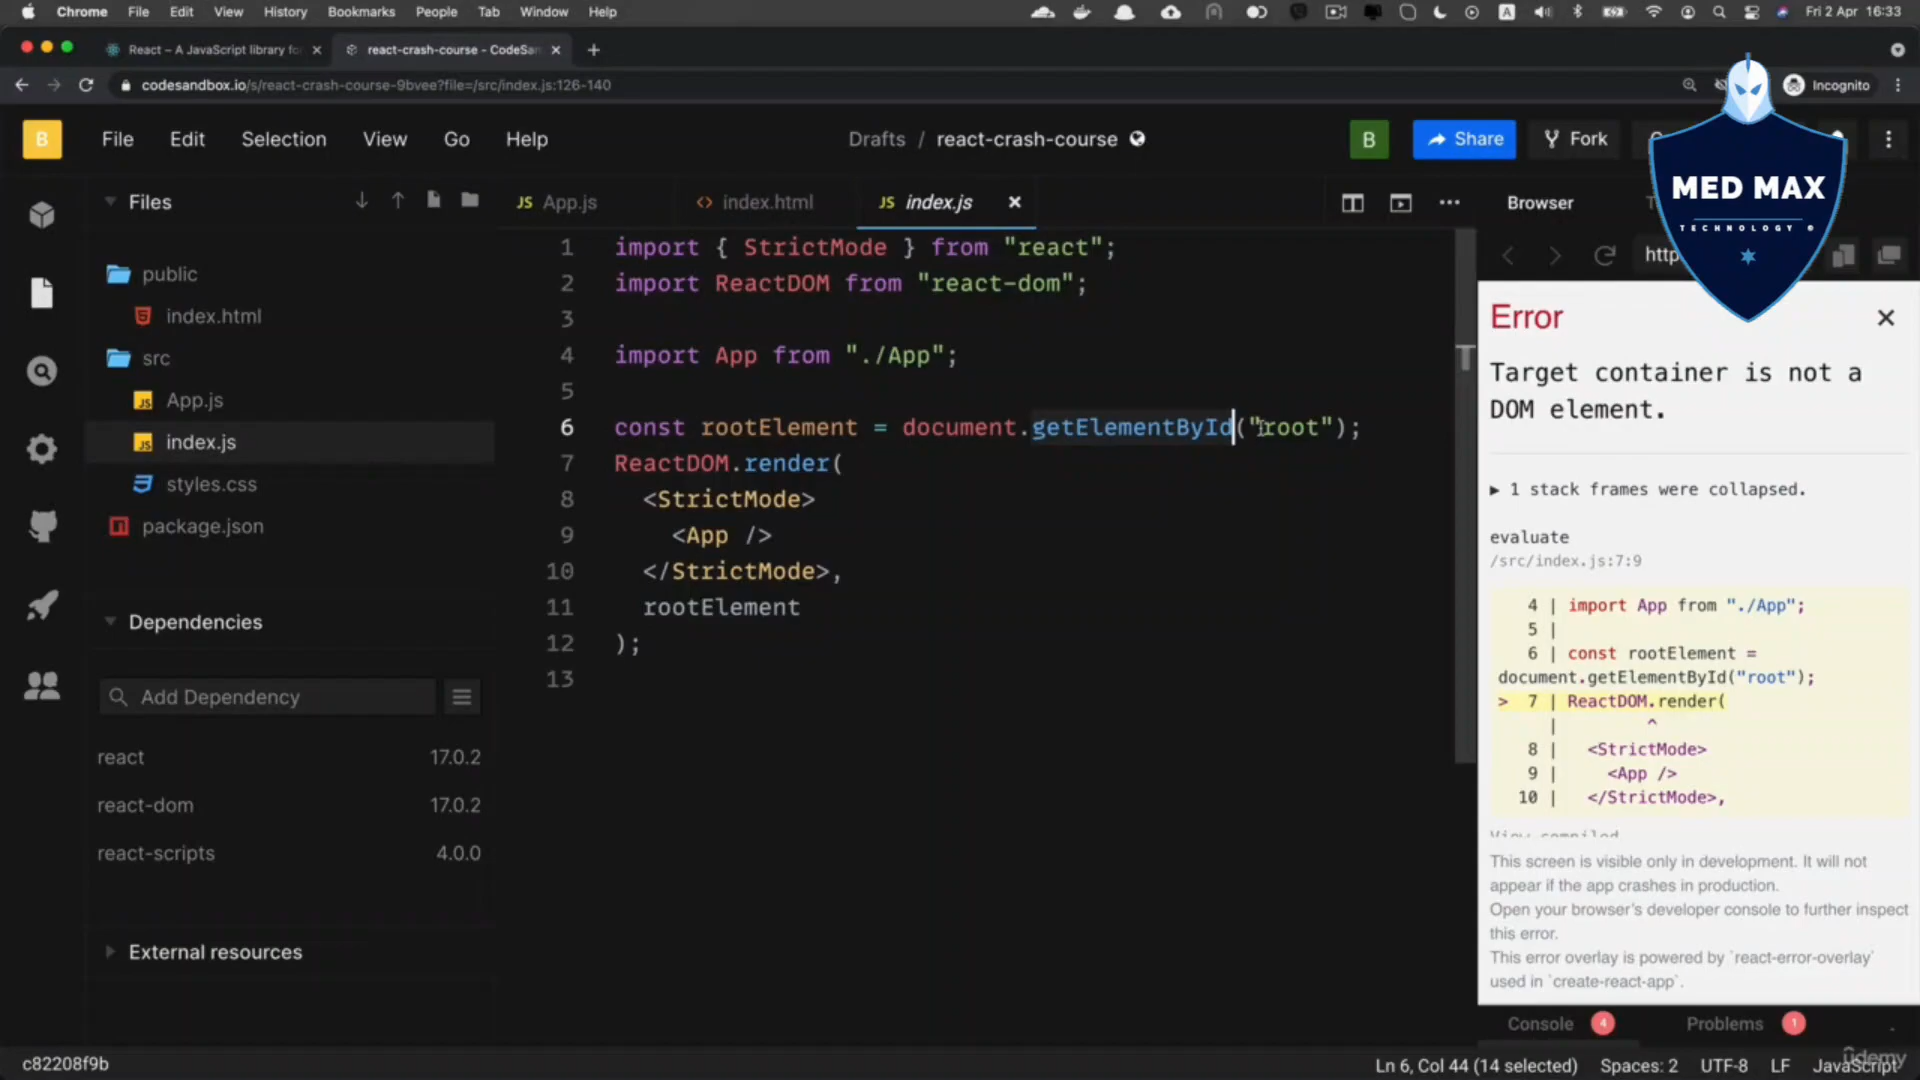 Chrome File Edit View History Bookmarks People Tab Window Help
A
Fri 2 Apr 16:33
React – A JavaScript library fo
react-crash-course - CodeSan
codesandbox.io/s/react-crash-course-9bvee?file=/src/index.js:126-140
Incognito
B File Edit Selection View Go Help
Drafts / react-crash-course
B Share Fork
MED MAX
TECHNOLOGY ®
Files
JS App.js
<> index.html
JS index.js
Browser
http
public
index.html
src
JS App.js
JS index.js
styles.css
package.json
Dependencies
Add Dependency
react 17.0.2
react-dom 17.0.2
react-scripts 4.0.0
External resources
1 import { StrictMode } from "react";
2 import ReactDOM from "react-dom";
3
4 import App from "./App";
5
6 const rootElement = document.getElementById("root");
7 ReactDOM.render(
8 <StrictMode>
9 <App />
10 </StrictMode>,
11 rootElement
12 );
13
Error
Target container is not a
DOM element.
▶ 1 stack frames were collapsed.
evaluate
/src/index.js:7:9
4 | import App from "./App";
5 |
6 | const rootElement =
document.getElementById("root");
> 7 | ReactDOM.render(
| ^
8 | <StrictMode>
9 | <App />
10 | </StrictMode>,
View compiled
This screen is visible only in development. It will not
appear if the app crashes in production.
Open your browser's developer console to further inspect
this error.
This error overlay is powered by `react-error-overlay`
used in `create-react-app`.
Console 4 Problems 1
c82208f9b
Ln 6, Col 44 (14 selected) Spaces: 2 UTF-8 LF JavaScript
ûdemy